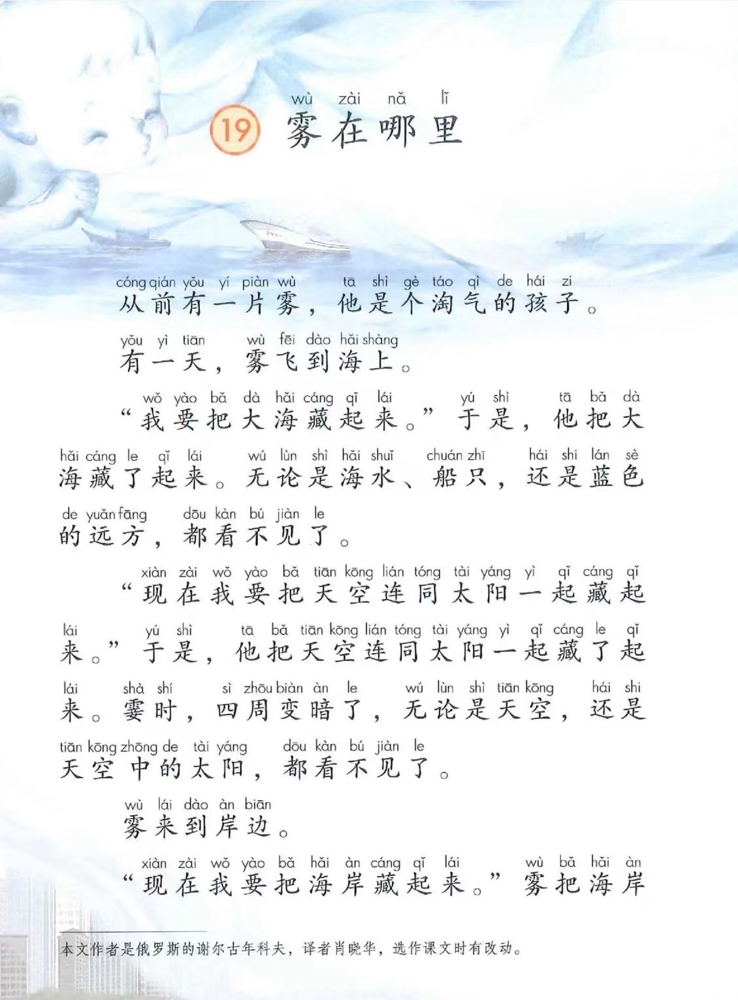 wù zài nǎ lǐ
19 雾在哪里
cóng qián yǒu yí piàn wù tā shì gè táo qì de hái zi
从前有一片雾，他是个淘气的孩子。
yǒu yì tiān wù fēi dào hǎi shàng
有一天，雾飞到海上。
wǒ yào bǎ dà hǎi cáng qǐ lái yú shì tā bǎ dà
“我要把大海藏起来。”于是，他把大
hǎi cáng le qǐ lái wú lùn shì hǎi shuǐ chuán zhī hái shi lán sè
海藏了起来。无论是海水、船只，还是蓝色
de yuǎn fāng dōu kàn bú jiàn le
的远方，都看不见了。
xiàn zài wǒ yào bǎ tiān kōng lián tóng tài yáng yì qǐ cáng qǐ
“现在我要把天空连同太阳一起藏起
lái yú shì tā bǎ tiān kōng lián tóng tài yáng yì qǐ cáng le qǐ
来。”于是，他把天空连同太阳一起藏了起
lái shà shí sì zhōu biàn àn le wú lùn shì tiān kōng hái shi
来。霎时，四周变暗了，无论是天空，还是
tiān kōng zhōng de tài yáng dōu kàn bú jiàn le
天空中的太阳，都看不见了。
wù lái dào àn biān
雾来到岸边。
xiàn zài wǒ yào bǎ hǎi àn cáng qǐ lái wù bǎ hǎi àn
“现在我要把海岸藏起来。”雾把海岸
本文作者是俄罗斯的谢尔古年科夫，译者肖晓华，选作课文时有改动。